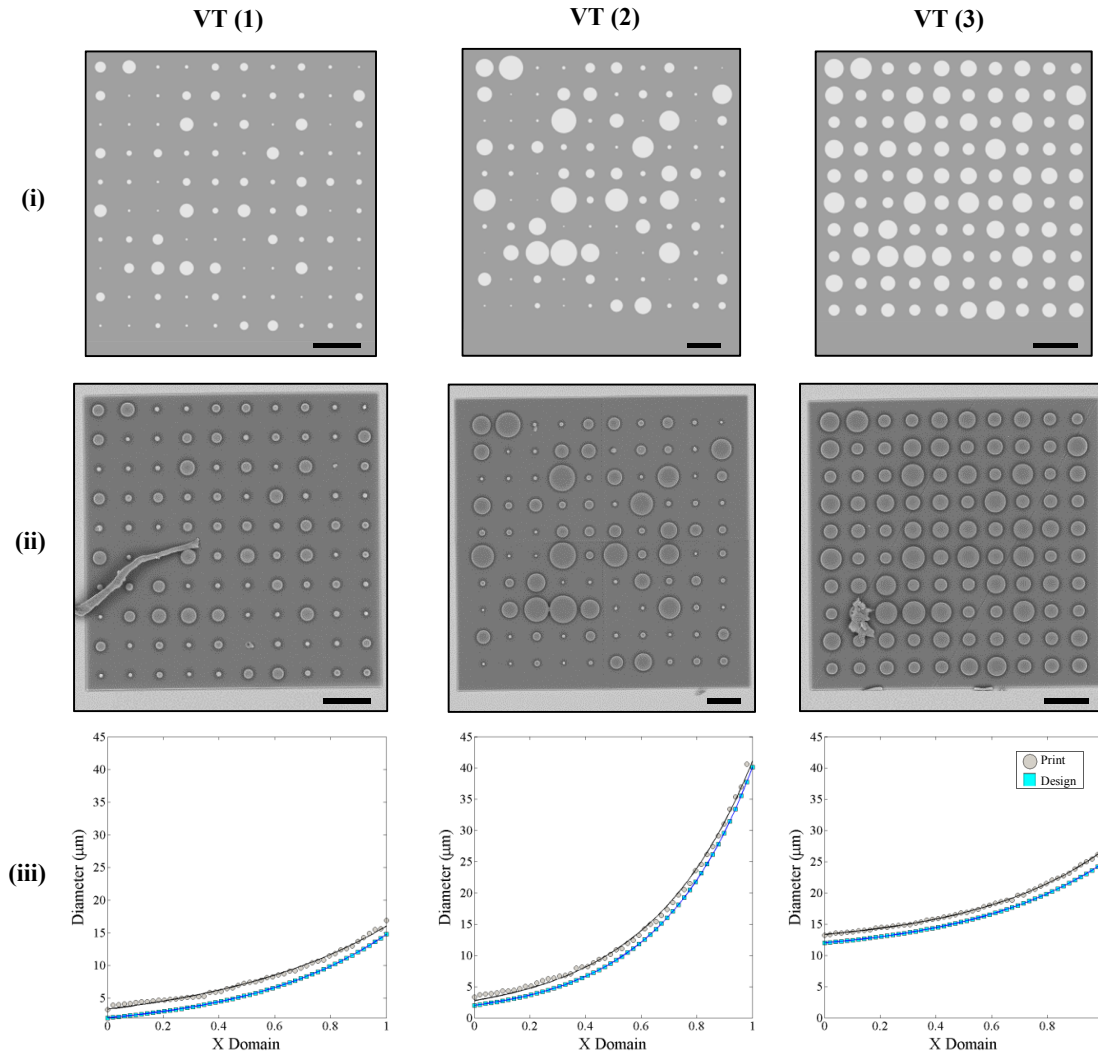 VT (1) VT (2) VT (3)
(i)
(ii)
(iii)
45 40 35 30 25 20 15 10 5 0
Diameter (μm)
0 0.2 0.4 0.6 0.8 1
X Domain
45 40 35 30 25 20 15 10 5 0
Diameter (μm)
0 0.2 0.4 0.6 0.8 1
X Domain
45 40 35 30 25 20 15 10 5 0
Diameter (μm)
Print
Design
0 0.2 0.4 0.6 0.8
X Domain